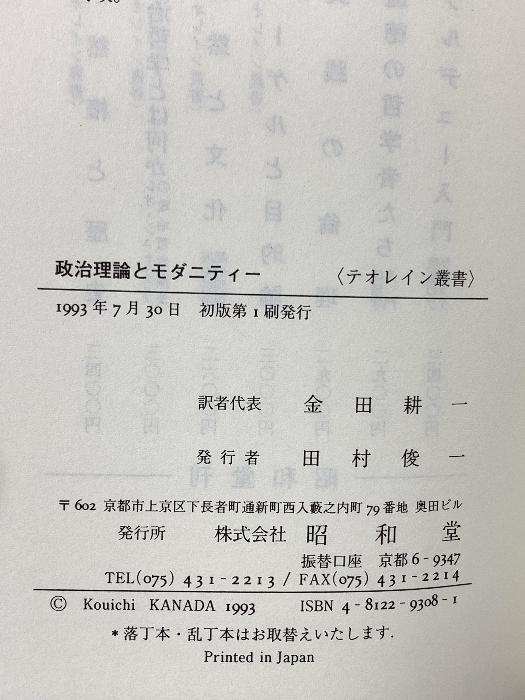 政治理論とモダニティー 〈テオレイン叢書〉
1993年7月30日 初版第1刷発行
訳者代表 金田耕一
発行者 田村俊一
〒602 京都市上京区下長者町通新町西入藪之内町79番地 奥田ビル
発行所 株式会社 昭和堂
振替口座 京都6-9347
TEL(075) 431-2213 / FAX(075) 431-2214
© Kouichi KANADA 1993 ISBN 4-8122-9308-1
*落丁本・乱丁本はお取替えいたします.
Printed in Japan